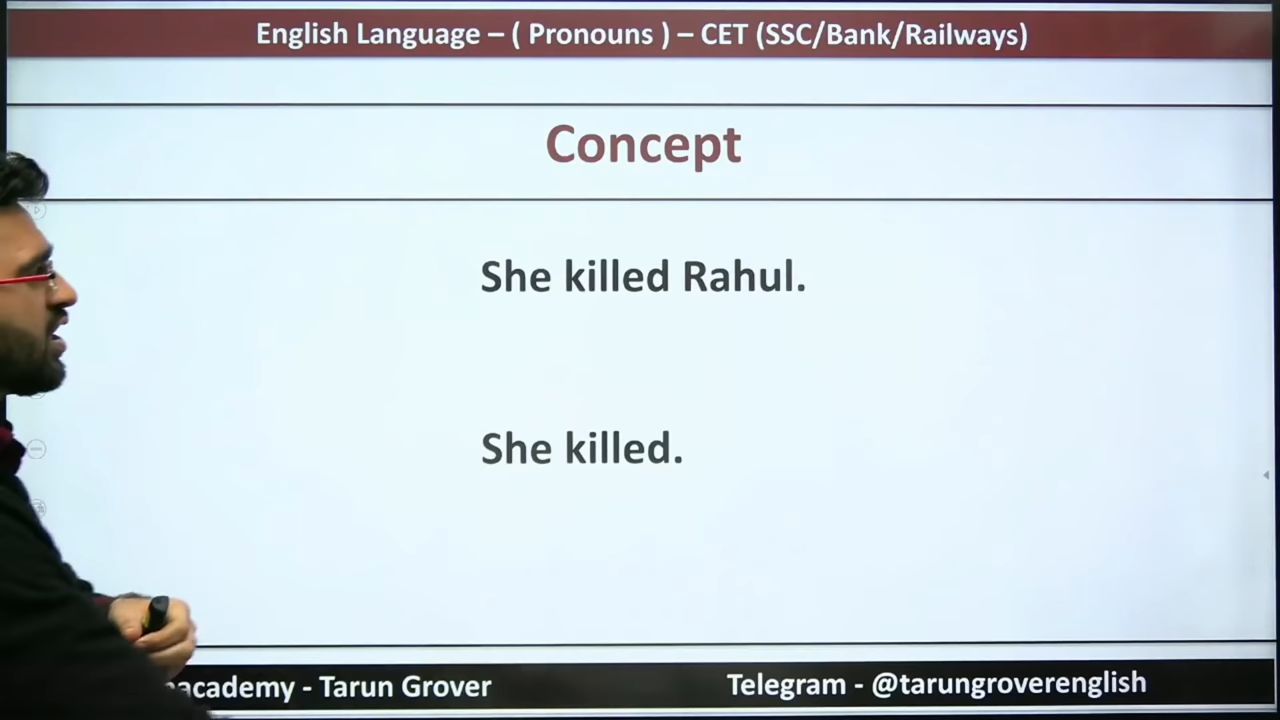 English Language – ( Pronouns ) – CET (SSC/Bank/Railways)
Concept
She killed Rahul.
She killed.
academy - Tarun Grover
Telegram - @tarungroverenglish